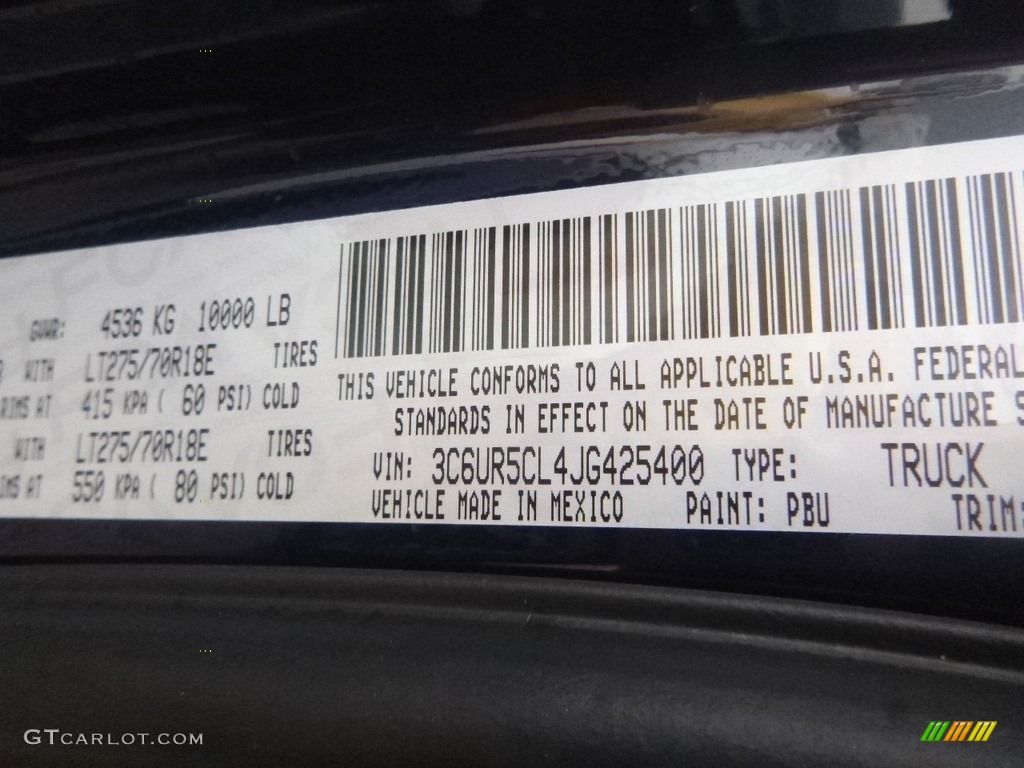 GVWR: 4536 KG 10000 LB
WITH LT275/70R18E TIRES
RIMS AT 415 KPA ( 60 PSI) COLD
WITH LT275/70R18E TIRES
IMS AT 550 KPA ( 80 PSI) COLD
THIS VEHICLE CONFORMS TO ALL APPLICABLE U.S.A. FEDERAL
STANDARDS IN EFFECT ON THE DATE OF MANUFACTURE S
VIN: 3C6UR5CL4JG425400 TYPE: TRUCK
VEHICLE MADE IN MEXICO PAINT: PBU TRIM:
GTCARLOT.COM